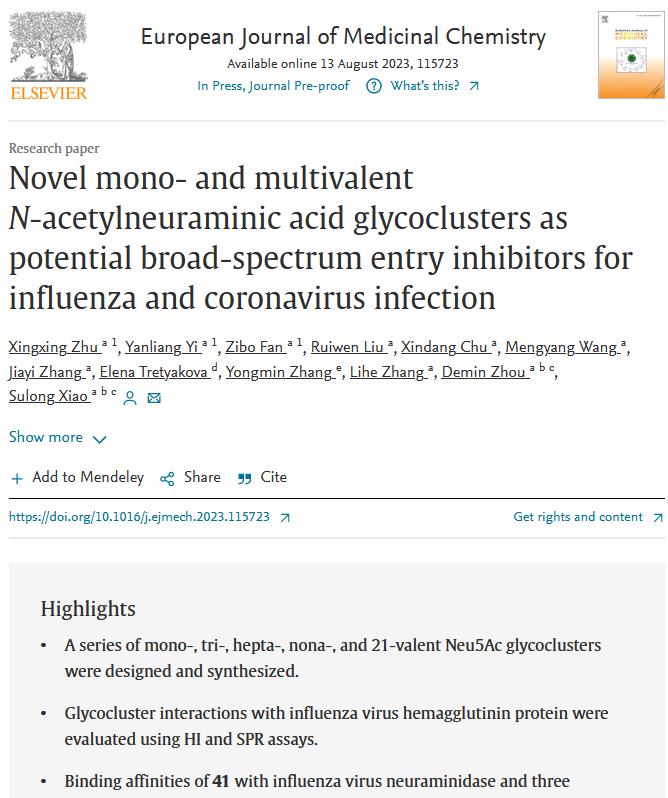 European Journal of Medicinal Chemistry
Available online 13 August 2023, 115723
In Press, Journal Pre-proof ? What's this? ↗
ELSEVIER
Research paper
Novel mono- and multivalent
N-acetylneuraminic acid glycoclusters as
potential broad-spectrum entry inhibitors for
influenza and coronavirus infection
Xingxing Zhu a 1, Yanliang Yi a 1, Zibo Fan a 1, Ruiwen Liu a, Xindang Chu a, Mengyang Wang a,
Jiayi Zhang a, Elena Tretyakova d, Yongmin Zhang e, Lihe Zhang a, Demin Zhou a b c,
Sulong Xiao a b c
Show more
+ Add to Mendeley Share Cite
https://doi.org/10.1016/j.ejmech.2023.115723 ↗ Get rights and content ↗
Highlights
• A series of mono-, tri-, hepta-, nona-, and 21-valent Neu5Ac glycoclusters
were designed and synthesized.
• Glycocluster interactions with influenza virus hemagglutinin protein were
evaluated using HI and SPR assays.
• Binding affinities of 41 with influenza virus neuraminidase and three